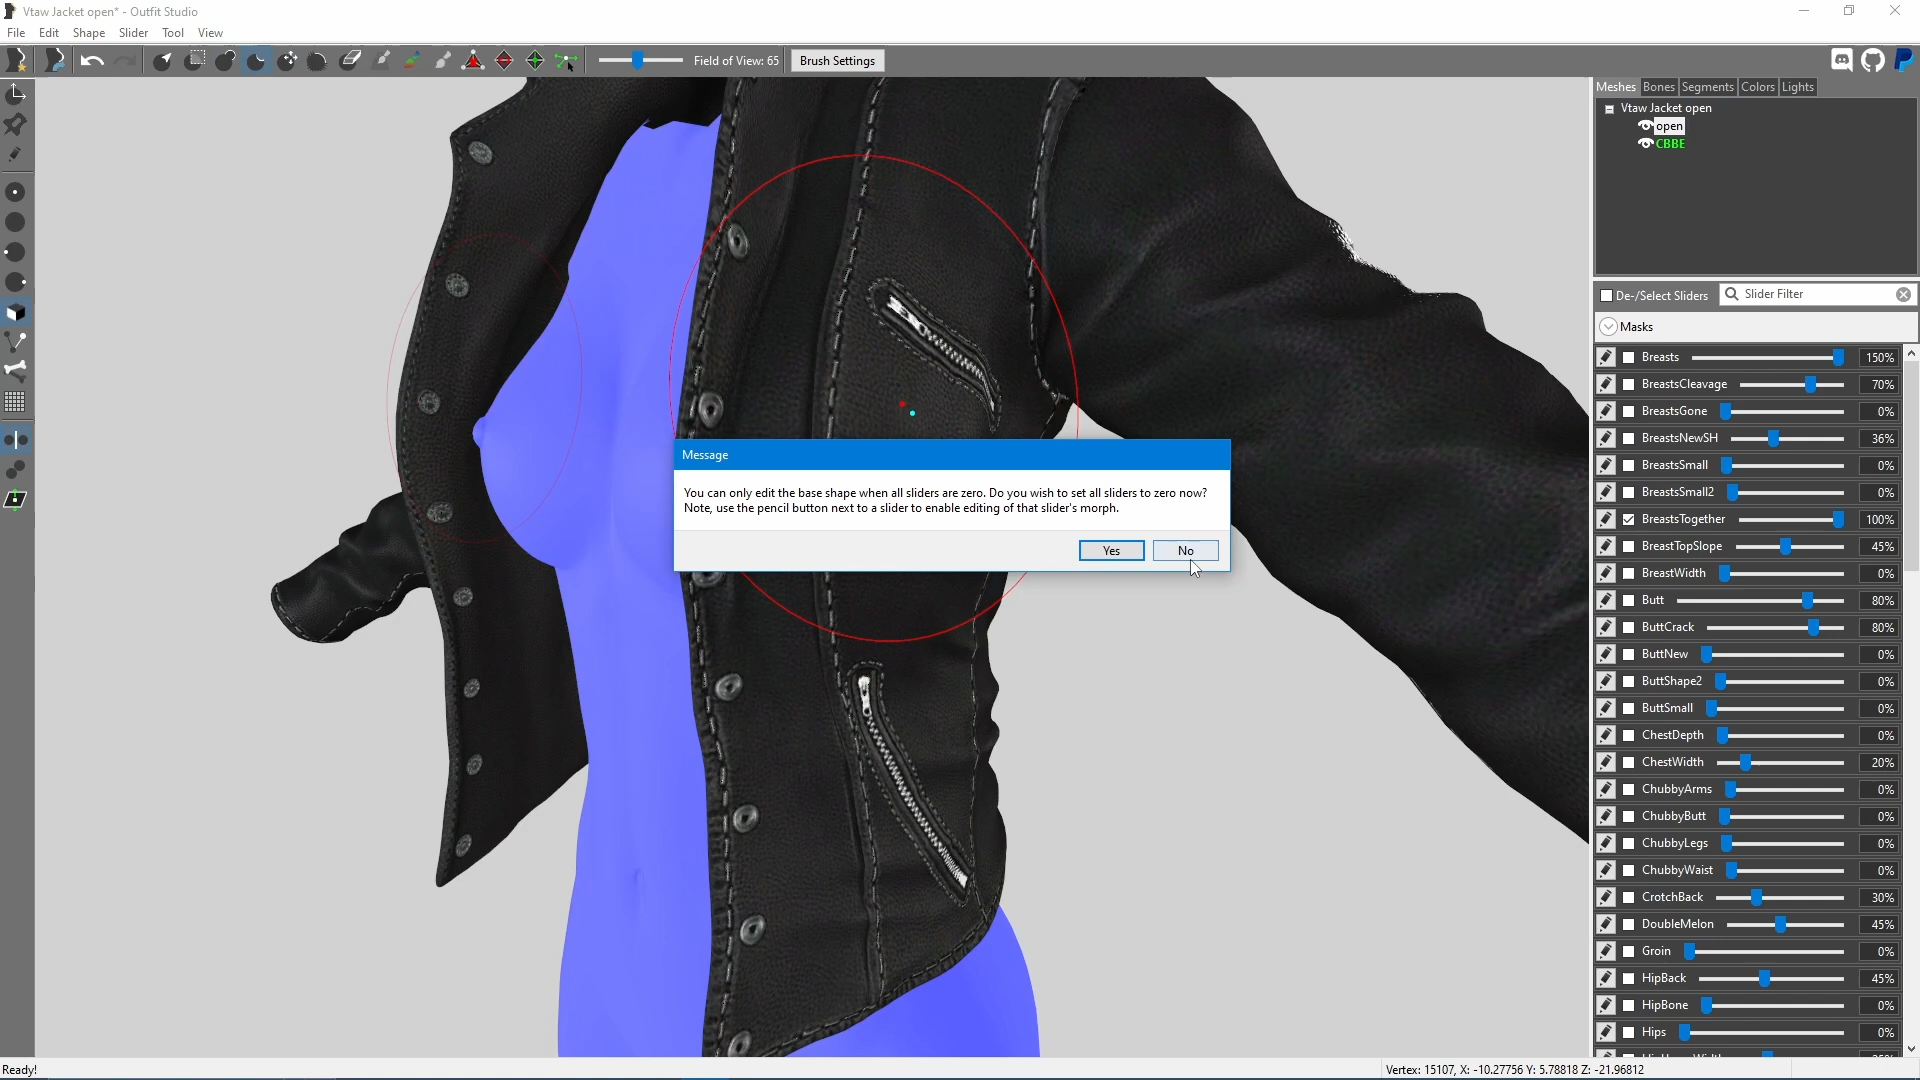 Vtaw Jacket open* - Outfit Studio
File Edit Shape Slider Tool View
Field of View: 65 Brush Settings
Meshes Bones Segments Colors Lights
Vtaw Jacket open
open
CBBE
De-/Select Sliders Slider Filter
Masks
Breasts 150%
BreastsCleavage 70%
BreastsGone 0%
BreastsNewSH 36%
BreastsSmall 0%
BreastsSmall2 0%
BreastsTogether 100%
BreastTopSlope 45%
BreastWidth 0%
Butt 80%
ButtCrack 80%
ButtNew 0%
ButtShape2 0%
ButtSmall 0%
ChestDepth 0%
ChestWidth 20%
ChubbyArms 0%
ChubbyButt 0%
ChubbyLegs 0%
ChubbyWaist 0%
CrotchBack 30%
DoubleMelon 45%
Groin 0%
HipBack 45%
HipBone 0%
Hips 0%
Message
You can only edit the base shape when all sliders are zero. Do you wish to set all sliders to zero now?
Note, use the pencil button next to a slider to enable editing of that slider's morph.
Yes No
Ready! Vertex: 15107, X: -10.27756 Y: 5.78818 Z: -21.96812